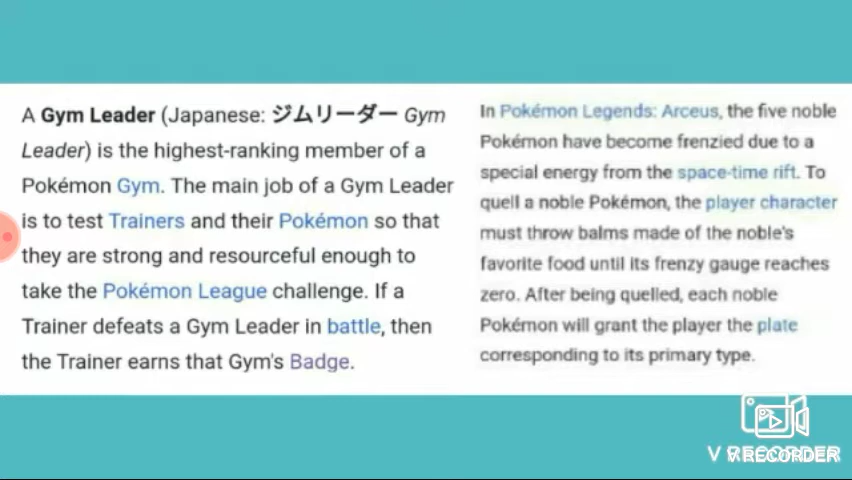 A Gym Leader (Japanese: ジムリーダー Gym
Leader) is the highest-ranking member of a
Pokémon Gym. The main job of a Gym Leader
is to test Trainers and their Pokémon so that
they are strong and resourceful enough to
take the Pokémon League challenge. If a
Trainer defeats a Gym Leader in battle, then
the Trainer earns that Gym's Badge.
In Pokémon Legends: Arceus, the five noble
Pokémon have become frenzied due to a
special energy from the space-time rift. To
quell a noble Pokémon, the player character
must throw balms made of the noble's
favorite food until its frenzy gauge reaches
zero. After being quelled, each noble
Pokémon will grant the player the plate
corresponding to its primary type.
V RECORDER
V RECORDER